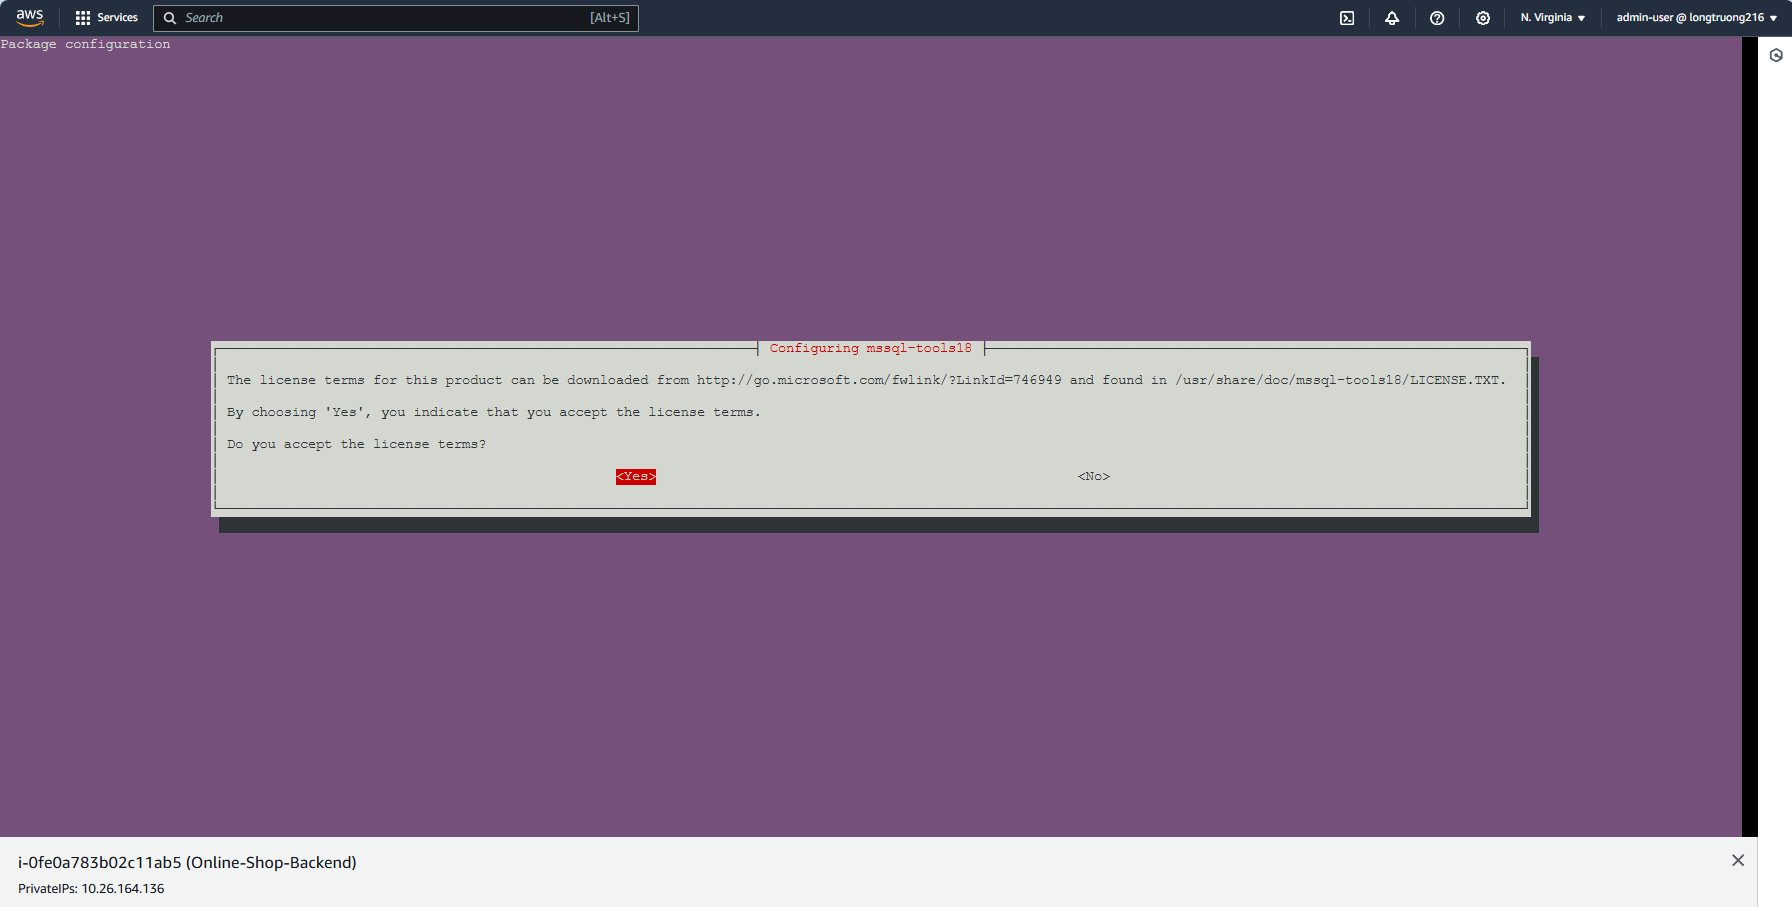 aws
Services
Search
[Alt+S]
N. Virginia
admin-user @ longtruong216
Package configuration
Configuring mssql-tools18
The license terms for this product can be downloaded from http://go.microsoft.com/fwlink/?LinkId=746949 and found in /usr/share/doc/mssql-tools18/LICENSE.TXT.
By choosing 'Yes', you indicate that you accept the license terms.
Do you accept the license terms?
<Yes>
<No>
i-0fe0a783b02c11ab5 (Online-Shop-Backend)
PrivateIPs: 10.26.164.136